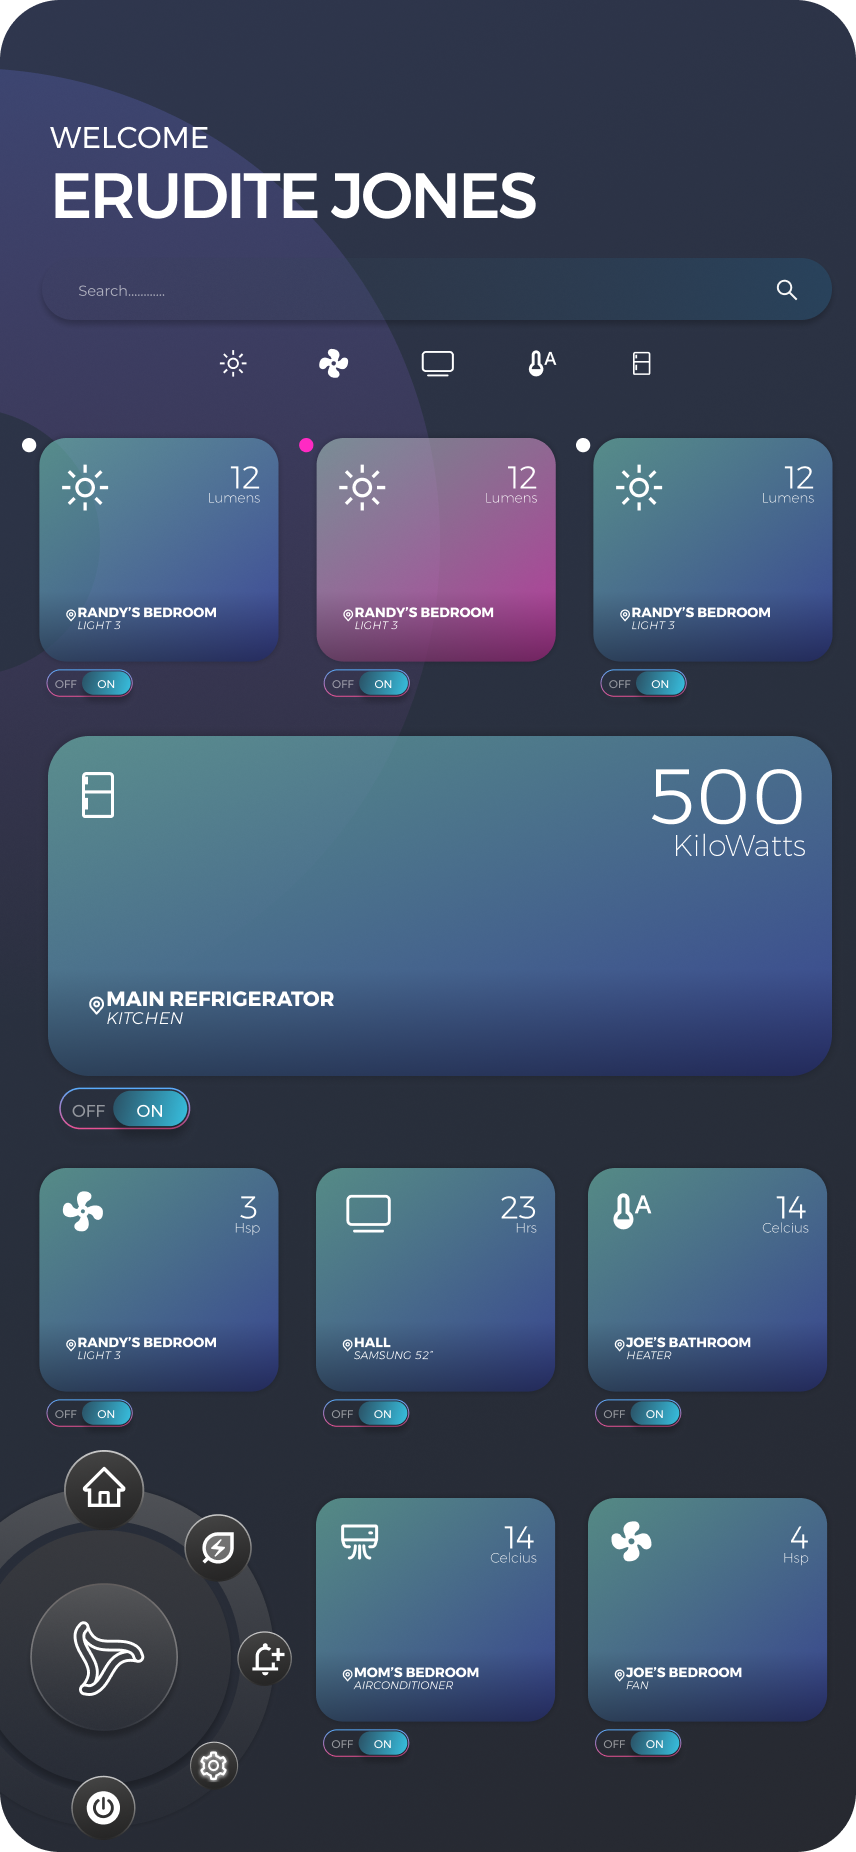 WELCOME
ERUDITE JONES
Search............
A
12
Lumens
RANDY'S BEDROOM
LIGHT 3
OFF ON
12
Lumens
RANDY'S BEDROOM
LIGHT 3
OFF ON
12
Lumens
RANDY'S BEDROOM
LIGHT 3
OFF ON
500
KiloWatts
MAIN REFRIGERATOR
KITCHEN
OFF ON
3
Hsp
RANDY'S BEDROOM
LIGHT 3
OFF ON
23
Hrs
HALL
SAMSUNG 52"
OFF ON
A
14
Celcius
JOE'S BATHROOM
HEATER
OFF ON
14
Celcius
MOM'S BEDROOM
AIRCONDITIONER
OFF ON
4
Hsp
JOE'S BEDROOM
FAN
OFF ON